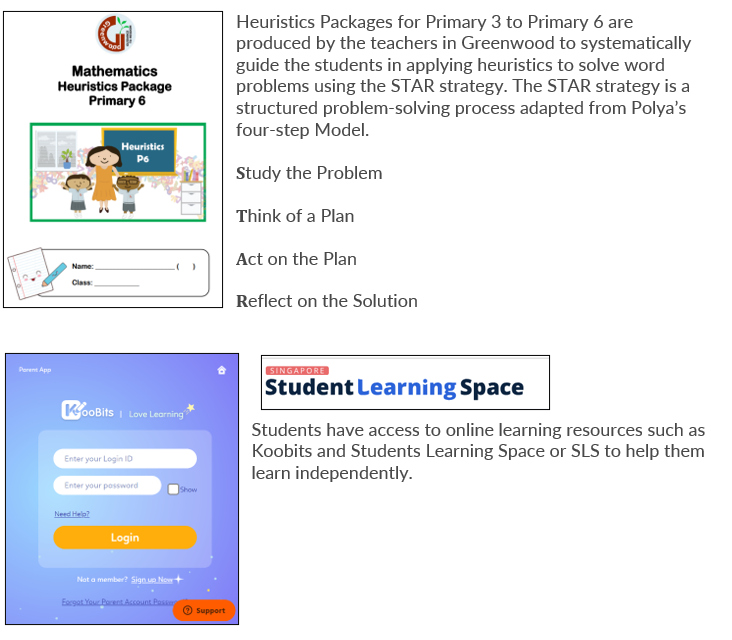 Mathematics
Heuristics Package
Primary 6
Heuristics
P6
Name: ______________________ ( )
Class: ____________
Heuristics Packages for Primary 3 to Primary 6 are
produced by the teachers in Greenwood to systematically
guide the students in applying heuristics to solve word
problems using the STAR strategy. The STAR strategy is a
structured problem-solving process adapted from Polya’s
four-step Model.
Study the Problem
Think of a Plan
Act on the Plan
Reflect on the Solution
Parent App
KooBits | Love Learning
Enter your Login ID
Enter your password
Show
Need Help?
Login
Not a member? Sign up Now
Forgot Your Parent Account
Support
SINGAPORE
Student Learning Space
Students have access to online learning resources such as
Koobits and Students Learning Space or SLS to help them
learn independently.